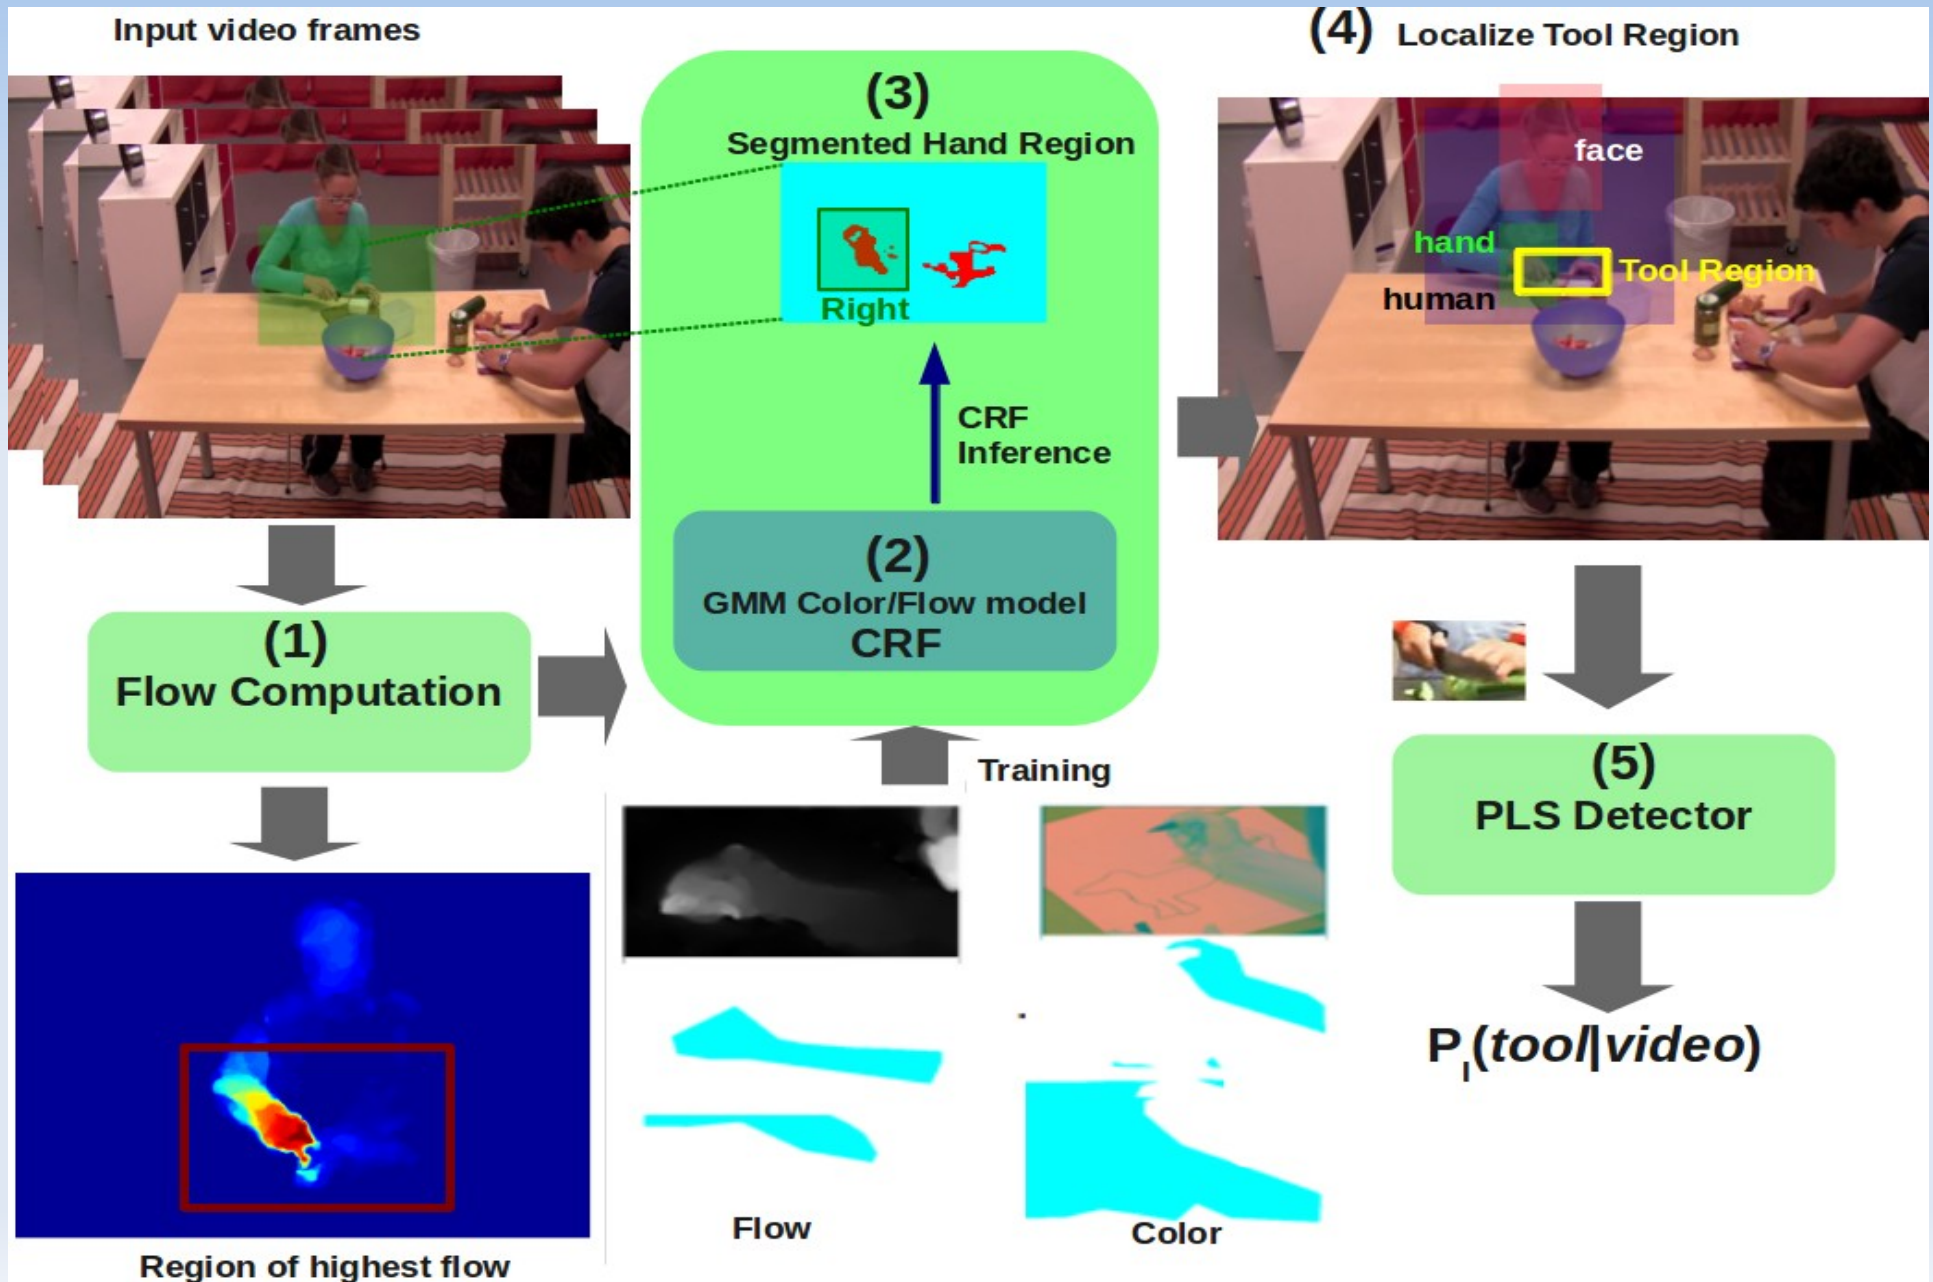 Input video frames
(1)
Flow Computation
Region of highest flow
(3)
Segmented Hand Region
Right
CRF
Inference
(2)
GMM Color/Flow model
CRF
Training
Flow
Color
(4) Localize Tool Region
face
hand
Tool Region
human
(5)
PLS Detector
P_I(tool|video)